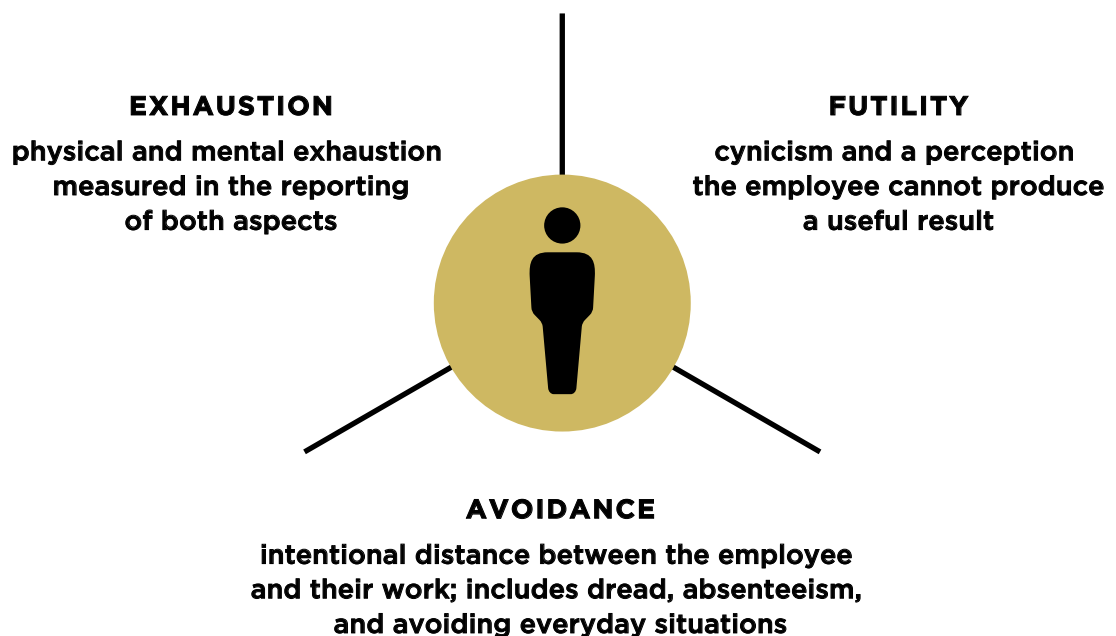 EXHAUSTION
physical and mental exhaustion
measured in the reporting
of both aspects
FUTILITY
cynicism and a perception
the employee cannot produce
a useful result
AVOIDANCE
intentional distance between the employee
and their work; includes dread, absenteeism,
and avoiding everyday situations